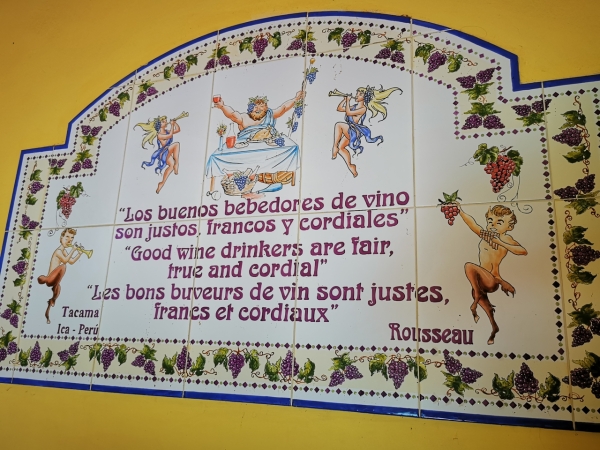 “Los buenos bebedores de vino
son justos, francos y cordiales”
“Good wine drinkers are fair,
true and cordial”
“Les bons buveurs de vin sont justes,
francs et cordiaux”
Tacama
Ica - Perú
Rousseau